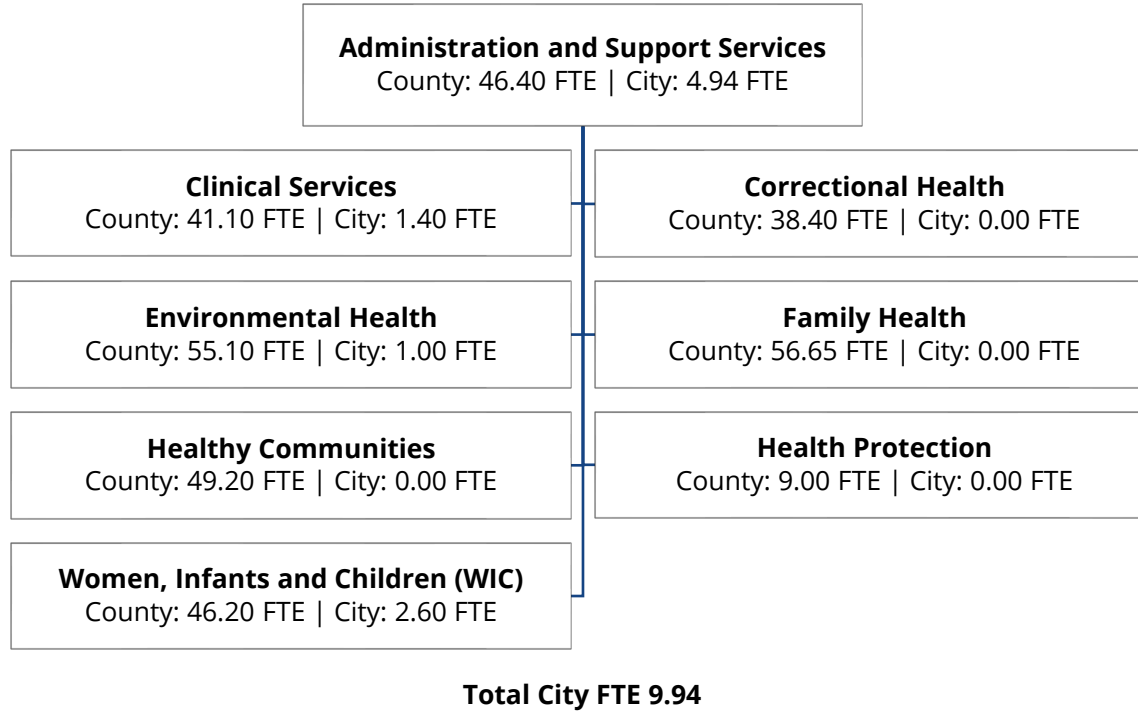 Administration and Support Services
County: 46.40 FTE | City: 4.94 FTE
Clinical Services
County: 41.10 FTE | City: 1.40 FTE
Correctional Health
County: 38.40 FTE | City: 0.00 FTE
Environmental Health
County: 55.10 FTE | City: 1.00 FTE
Family Health
County: 56.65 FTE | City: 0.00 FTE
Healthy Communities
County: 49.20 FTE | City: 0.00 FTE
Health Protection
County: 9.00 FTE | City: 0.00 FTE
Women, Infants and Children (WIC)
County: 46.20 FTE | City: 2.60 FTE
Total City FTE 9.94